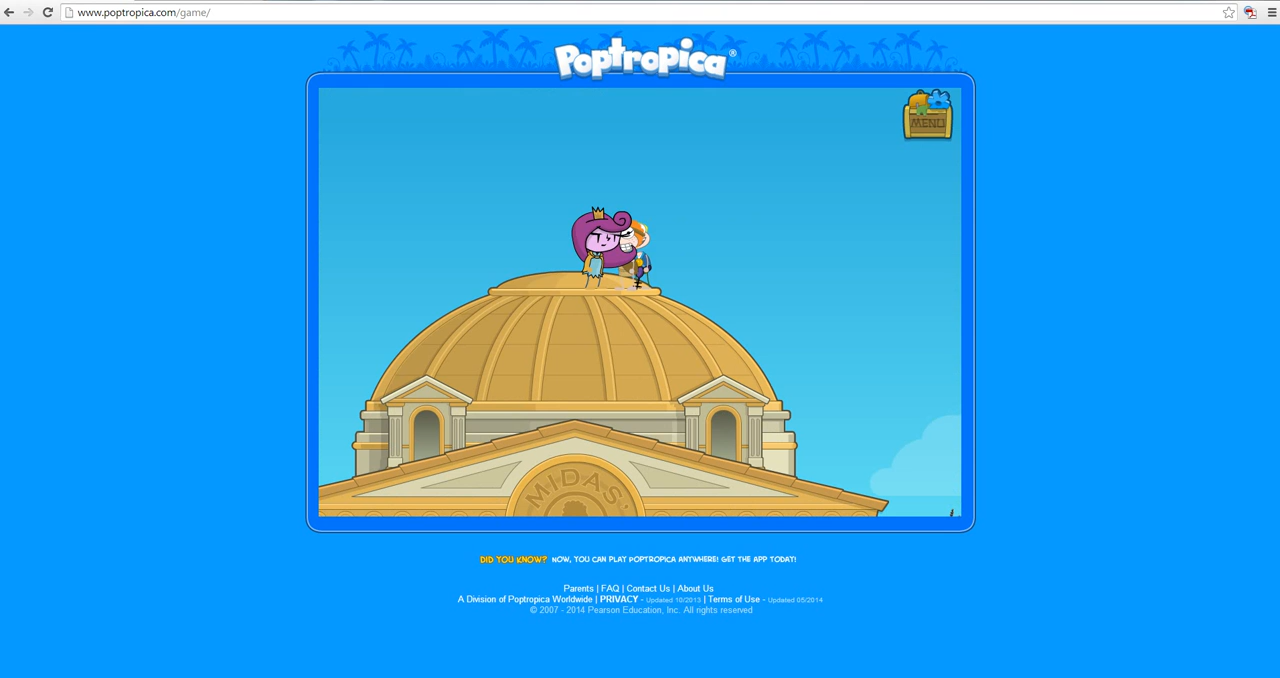 www.poptropica.com/game/
Poptropica®
MENU
MIDAS'
DID YOU KNOW? NOW, YOU CAN PLAY POPTROPICA ANYWHERE! GET THE APP TODAY!
Parents | FAQ | Contact Us | About Us
A Division of Poptropica Worldwide | PRIVACY - Updated 10/2013 | Terms of Use - Updated 05/2014
© 2007 - 2014 Pearson Education, Inc. All rights reserved